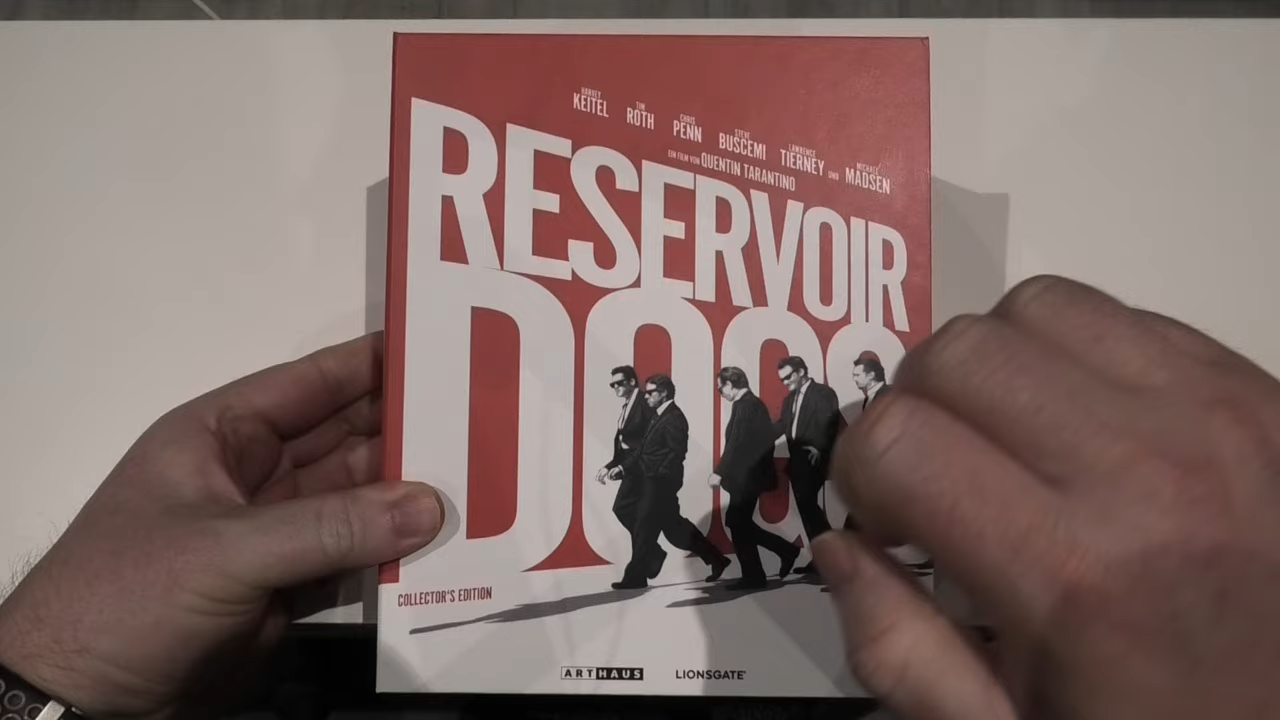 HARVEY KEITEL
TIM ROTH
CHRIS PENN
STEVE BUSCEMI
LAWRENCE TIERNEY
UND
MICHAEL MADSEN
EIN FILM VON QUENTIN TARANTINO
RESERVOIR
DOGS
COLLECTOR'S EDITION
ARTHAUS
LIONSGATE